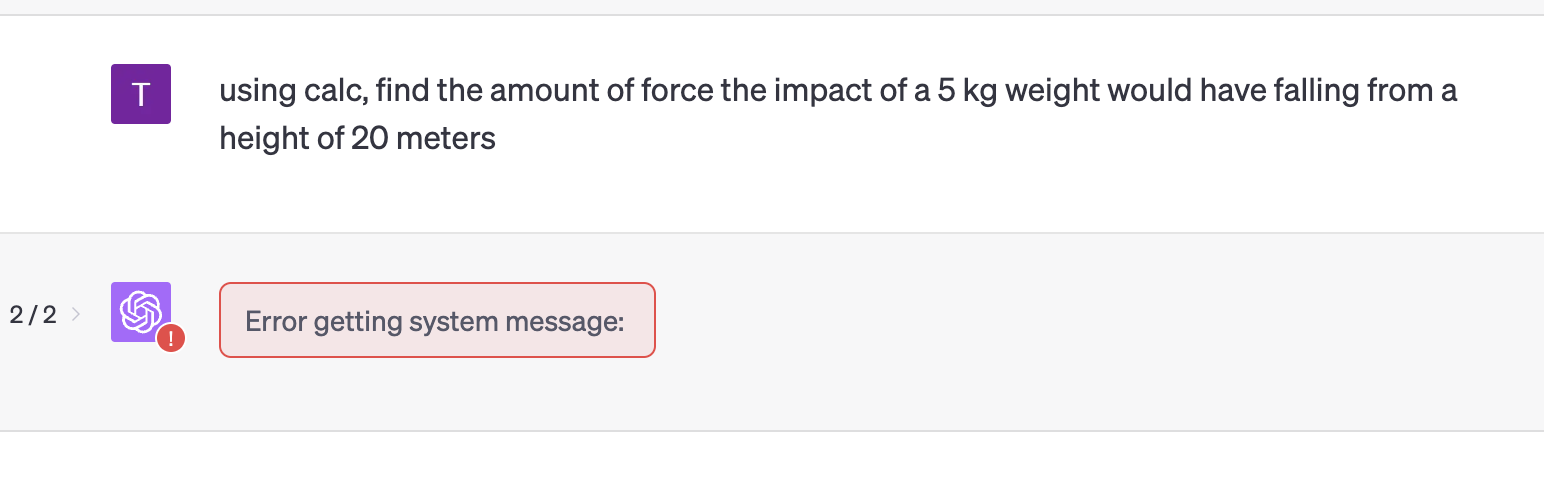 T
using calc, find the amount of force the impact of a 5 kg weight would have falling from a
height of 20 meters
2 / 2 >
!
Error getting system message: